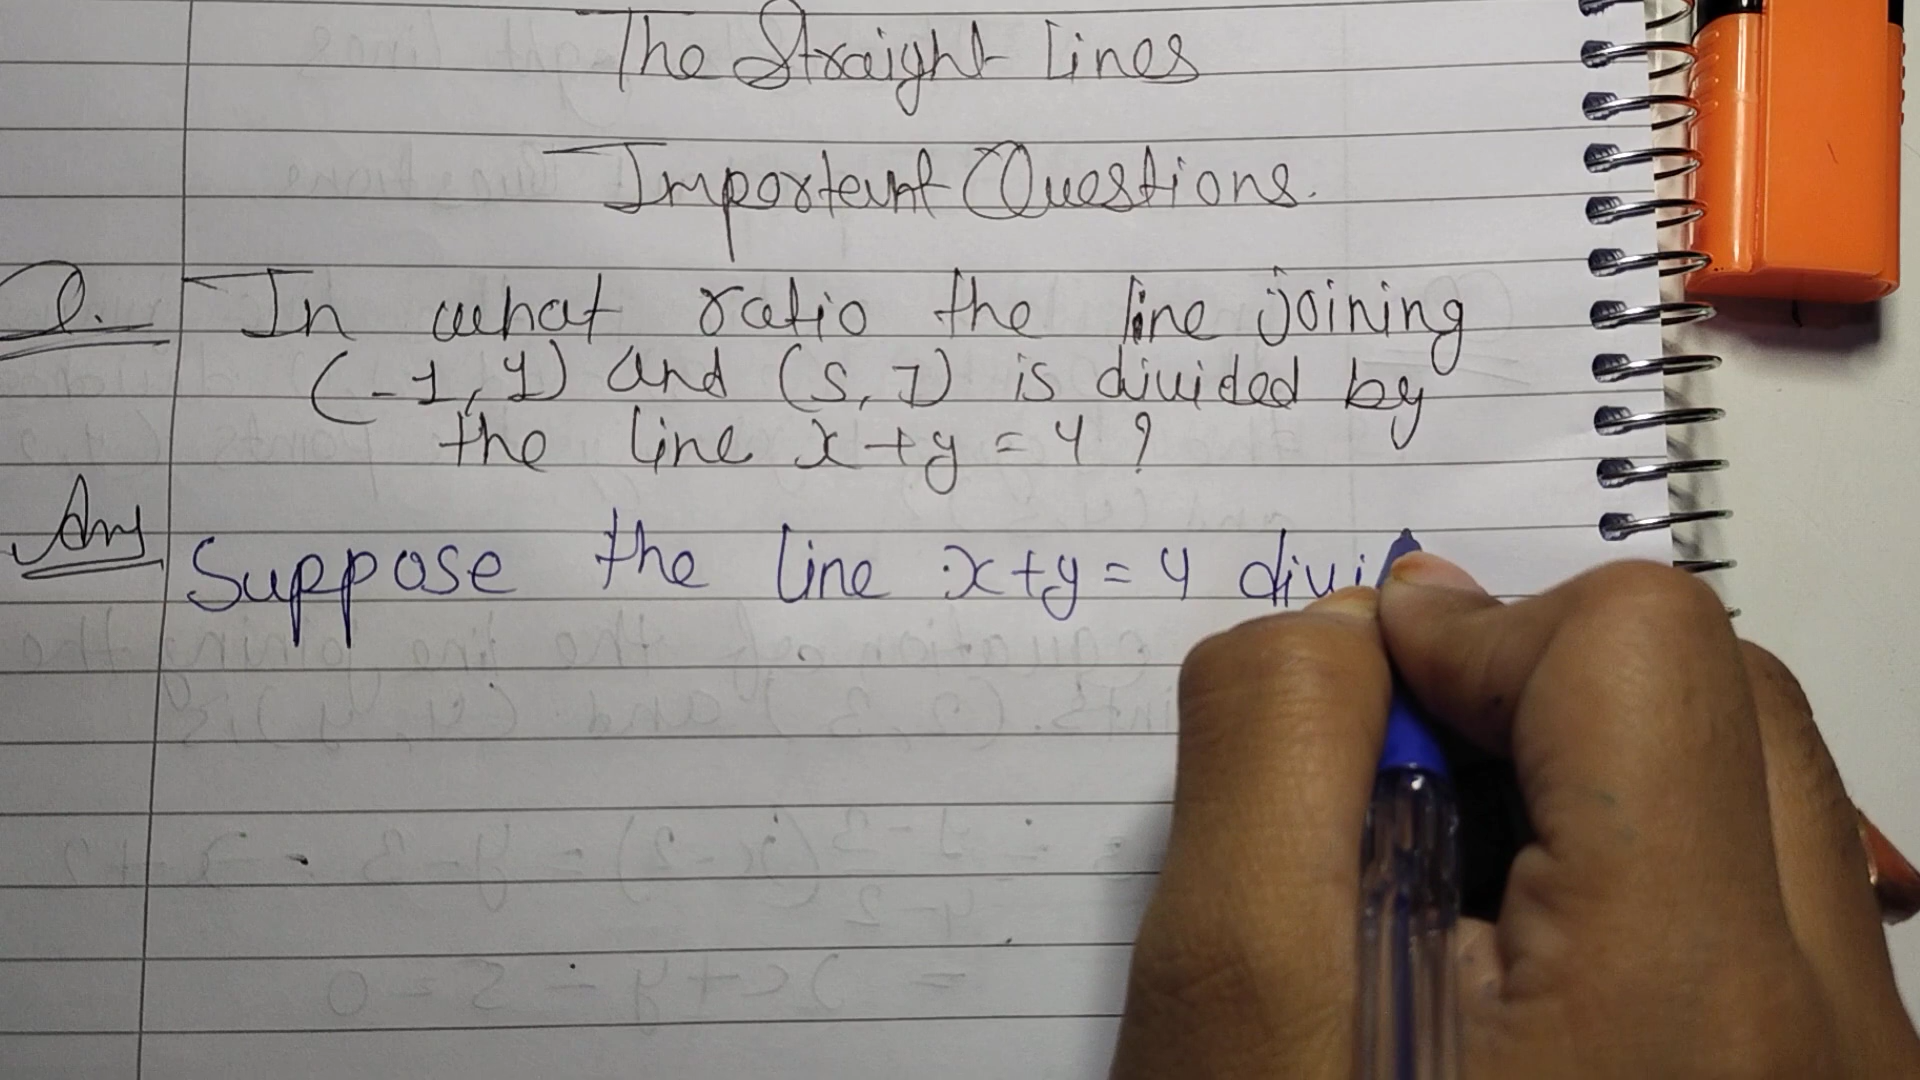 The Straight Lines
Important Questions.
Q. In what ratio the line joining
(-1, 1) and (5, 7) is divided by
the line x+y = 4 ?
Ans Suppose the line x+y = 4 divi